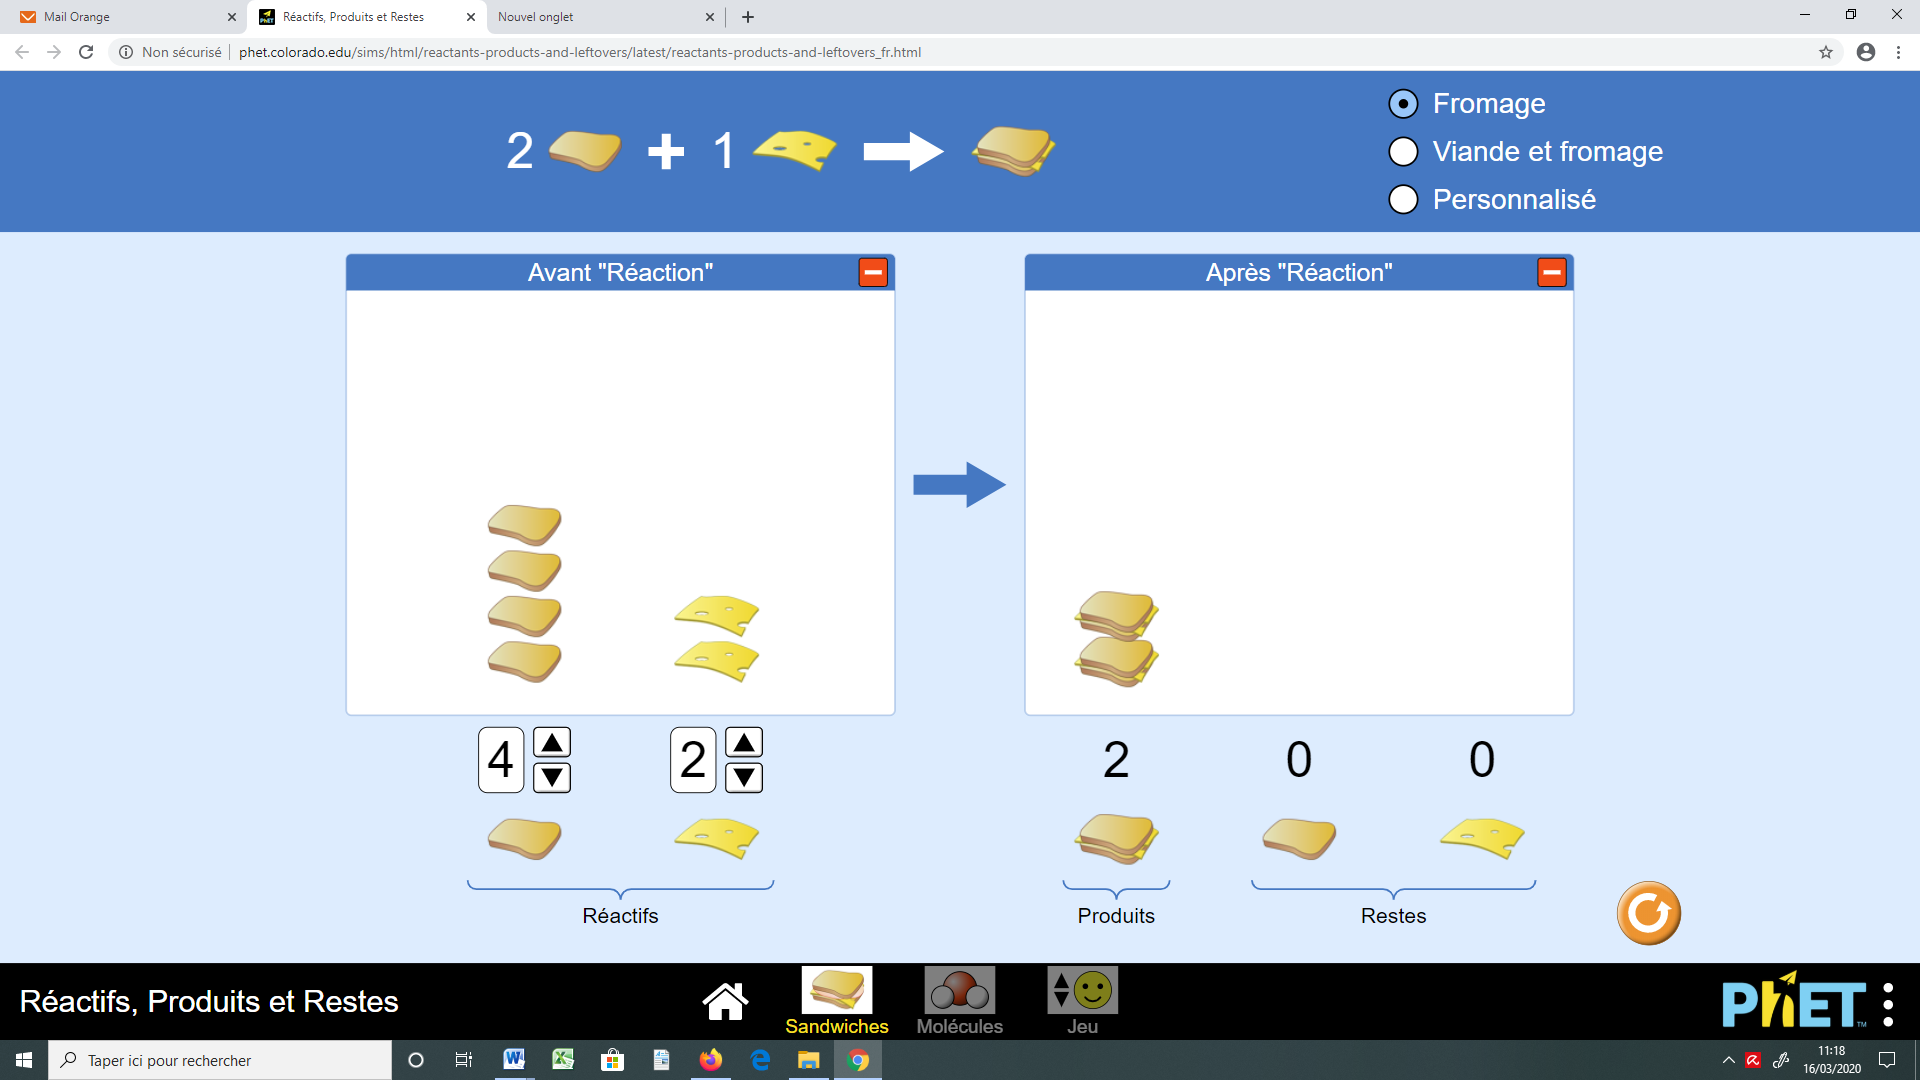 Mail Orange
Réactifs, Produits et Restes
Nouvel onglet
Non sécurisé
phet.colorado.edu/sims/html/reactants-products-and-leftovers/latest/reactants-products-and-leftovers_fr.html
2 + 1
Fromage
Viande et fromage
Personnalisé
Avant "Réaction"
Après "Réaction"
4 2
2 0 0
Réactifs
Produits
Restes
Réactifs, Produits et Restes
Sandwiches
Molécules
Jeu
PhET™
Taper ici pour rechercher
11:18
16/03/2020